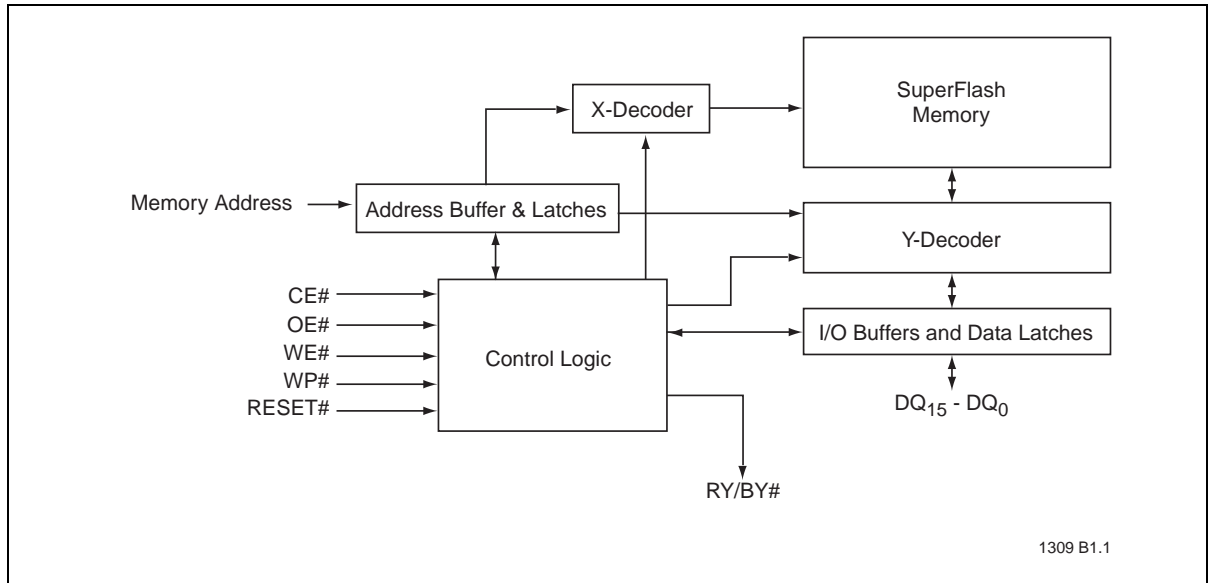 SuperFlash
Memory
X-Decoder
Memory Address
Address Buffer & Latches
Y-Decoder
CE#
OE#
WE#
WP#
RESET#
Control Logic
I/O Buffers and Data Latches
DQ15 - DQ0
RY/BY#
1309 B1.1